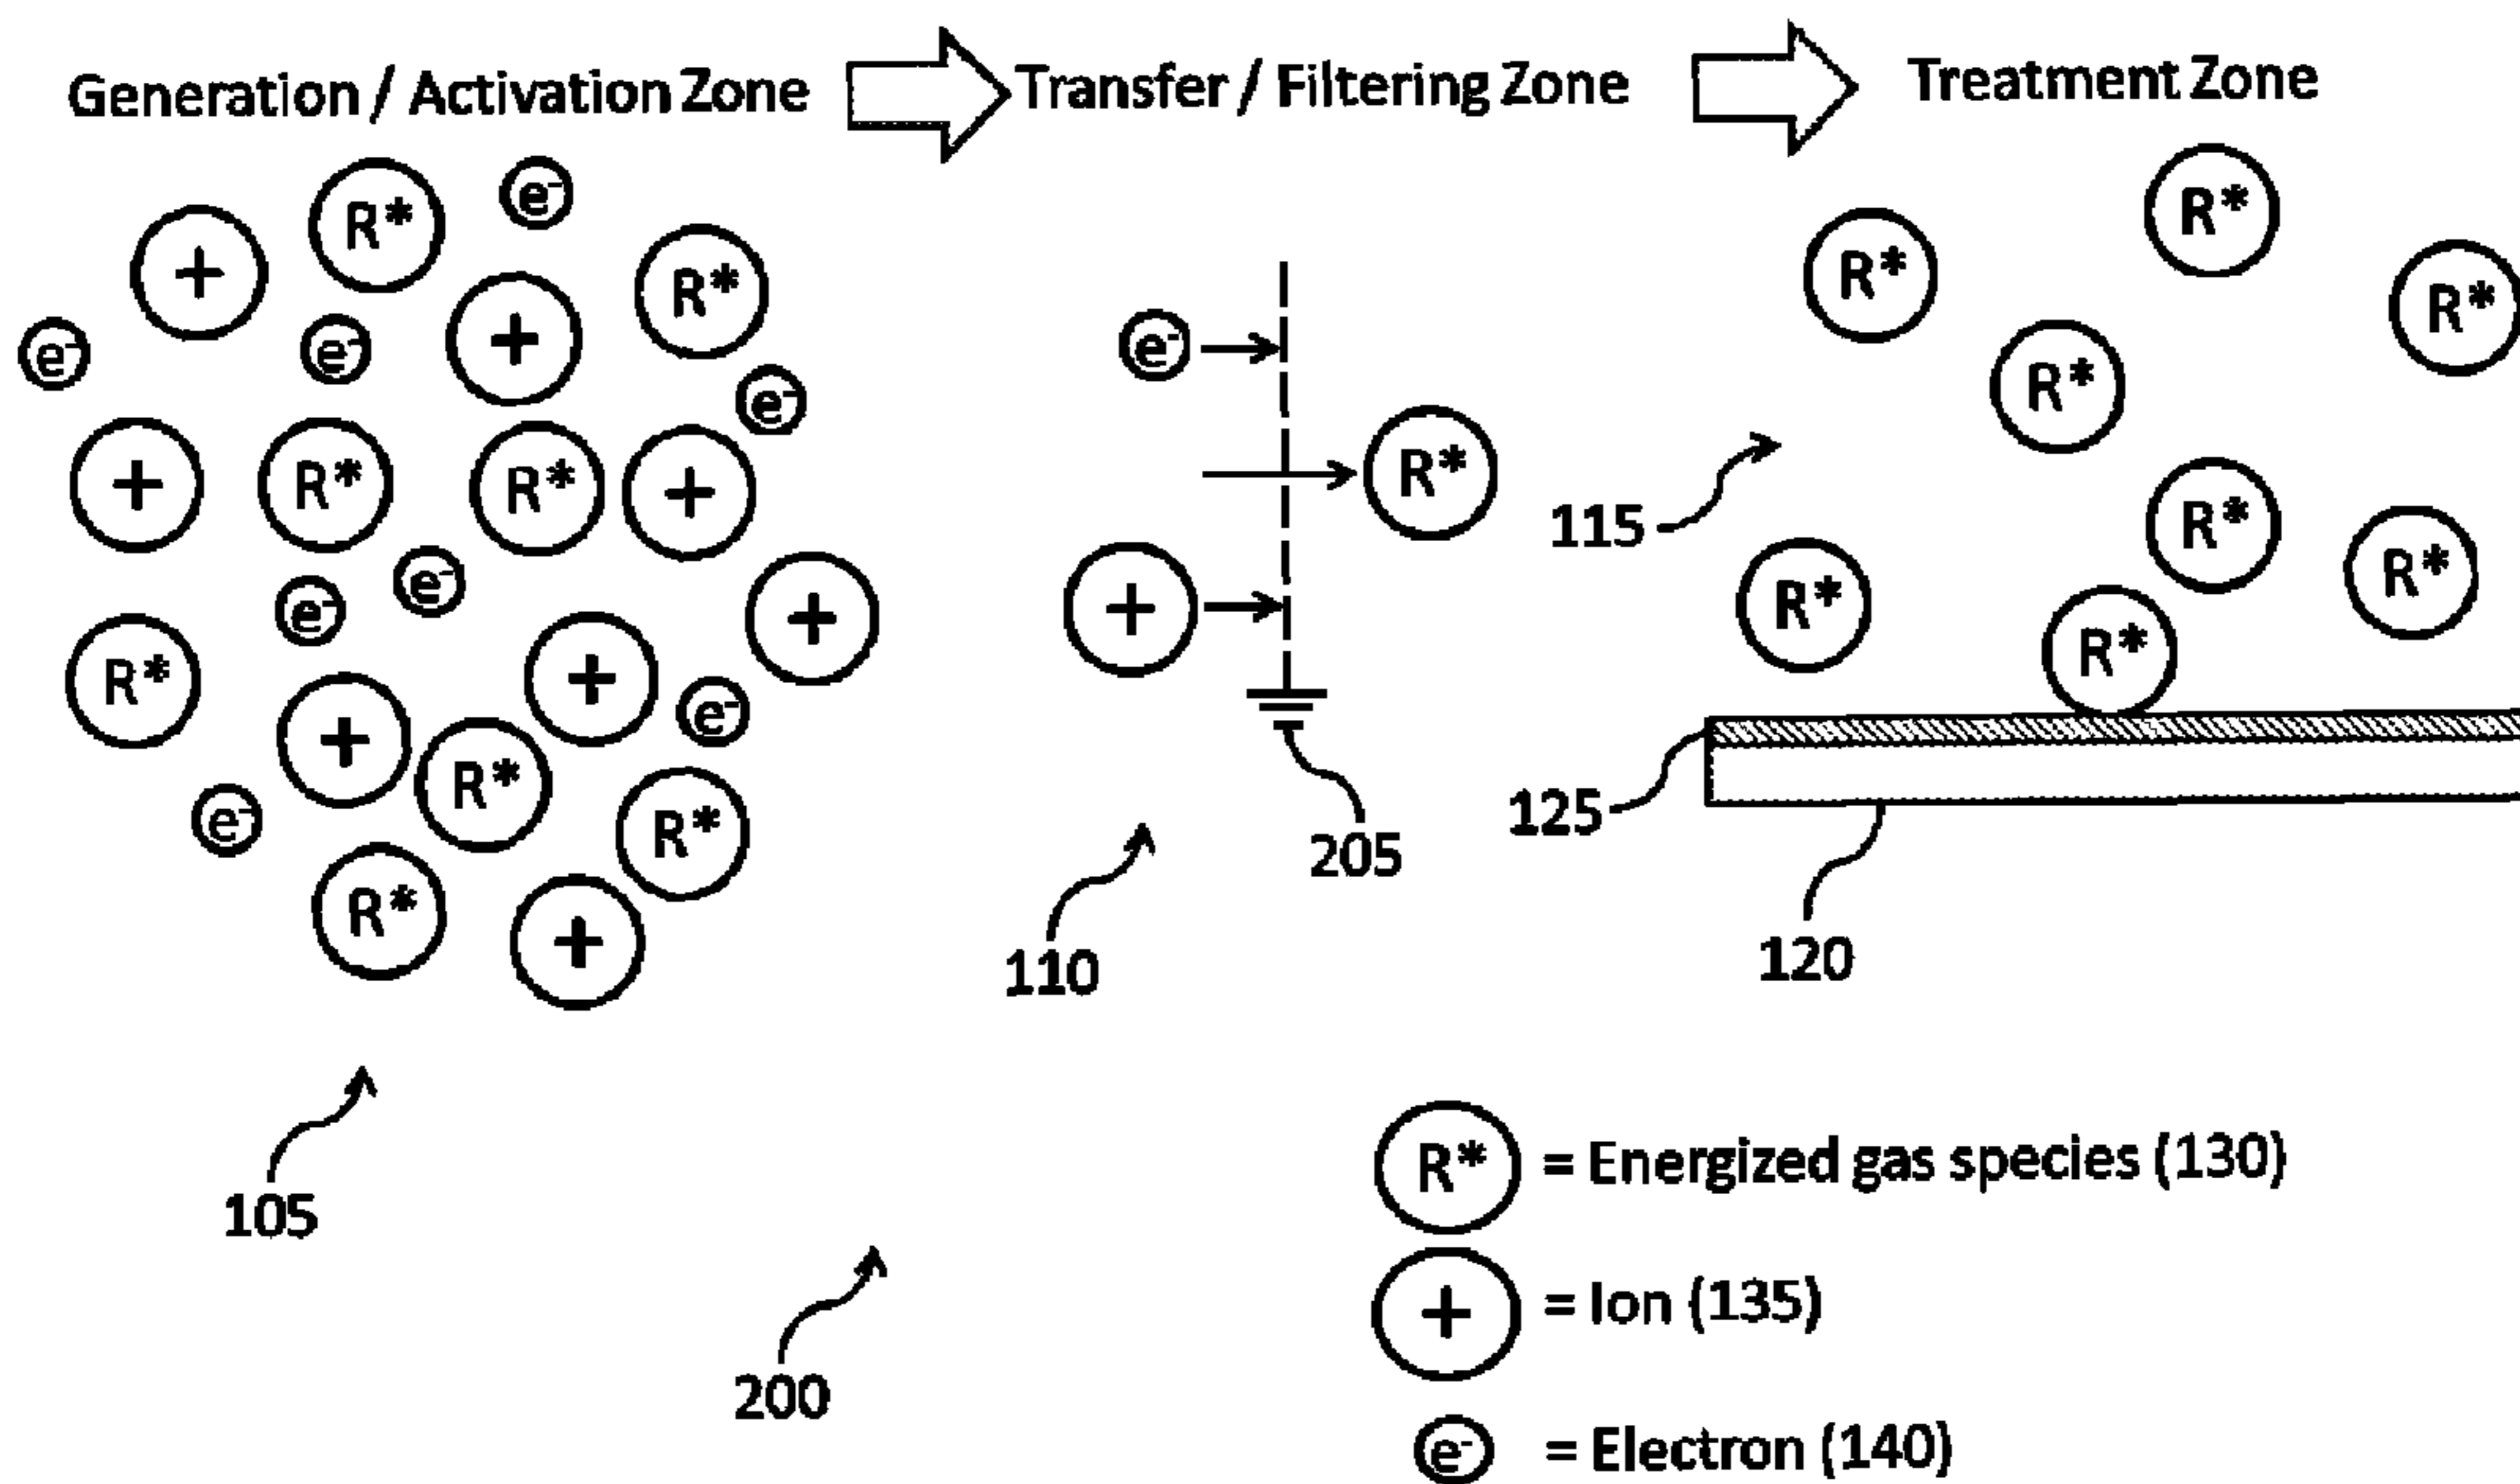 Generation / Activation Zone
Transfer / Filtering Zone
Treatment Zone
e⁻
R*
+
R*
+
e⁻
e⁻
e⁻
+
R*
R*
+
e⁻
e⁻
+
R*
+
e⁻
+
R*
e⁻
R*
R*
+
105
200
e⁻
R*
+
205
110
R*
R*
R*
R*
115
R*
R*
R*
R*
125
120
R* = Energized gas species (130)
+ = Ion (135)
e⁻ = Electron (140)